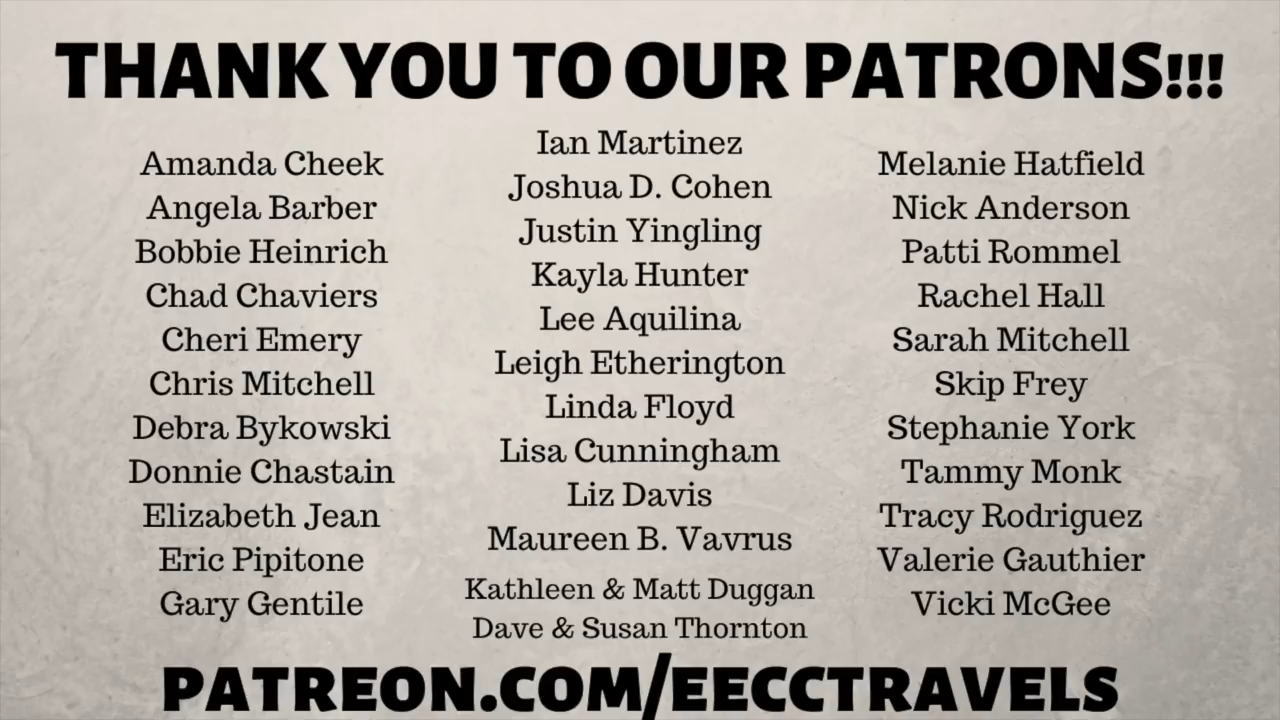 THANK YOU TO OUR PATRONS!!!
Amanda Cheek
Angela Barber
Bobbie Heinrich
Chad Chaviers
Cheri Emery
Chris Mitchell
Debra Bykowski
Donnie Chastain
Elizabeth Jean
Eric Pipitone
Gary Gentile
Ian Martinez
Joshua D. Cohen
Justin Yingling
Kayla Hunter
Lee Aquilina
Leigh Etherington
Linda Floyd
Lisa Cunningham
Liz Davis
Maureen B. Vavrus
Kathleen & Matt Duggan
Dave & Susan Thornton
Melanie Hatfield
Nick Anderson
Patti Rommel
Rachel Hall
Sarah Mitchell
Skip Frey
Stephanie York
Tammy Monk
Tracy Rodriguez
Valerie Gauthier
Vicki McGee
PATREON.COM/EECCTRAVELS